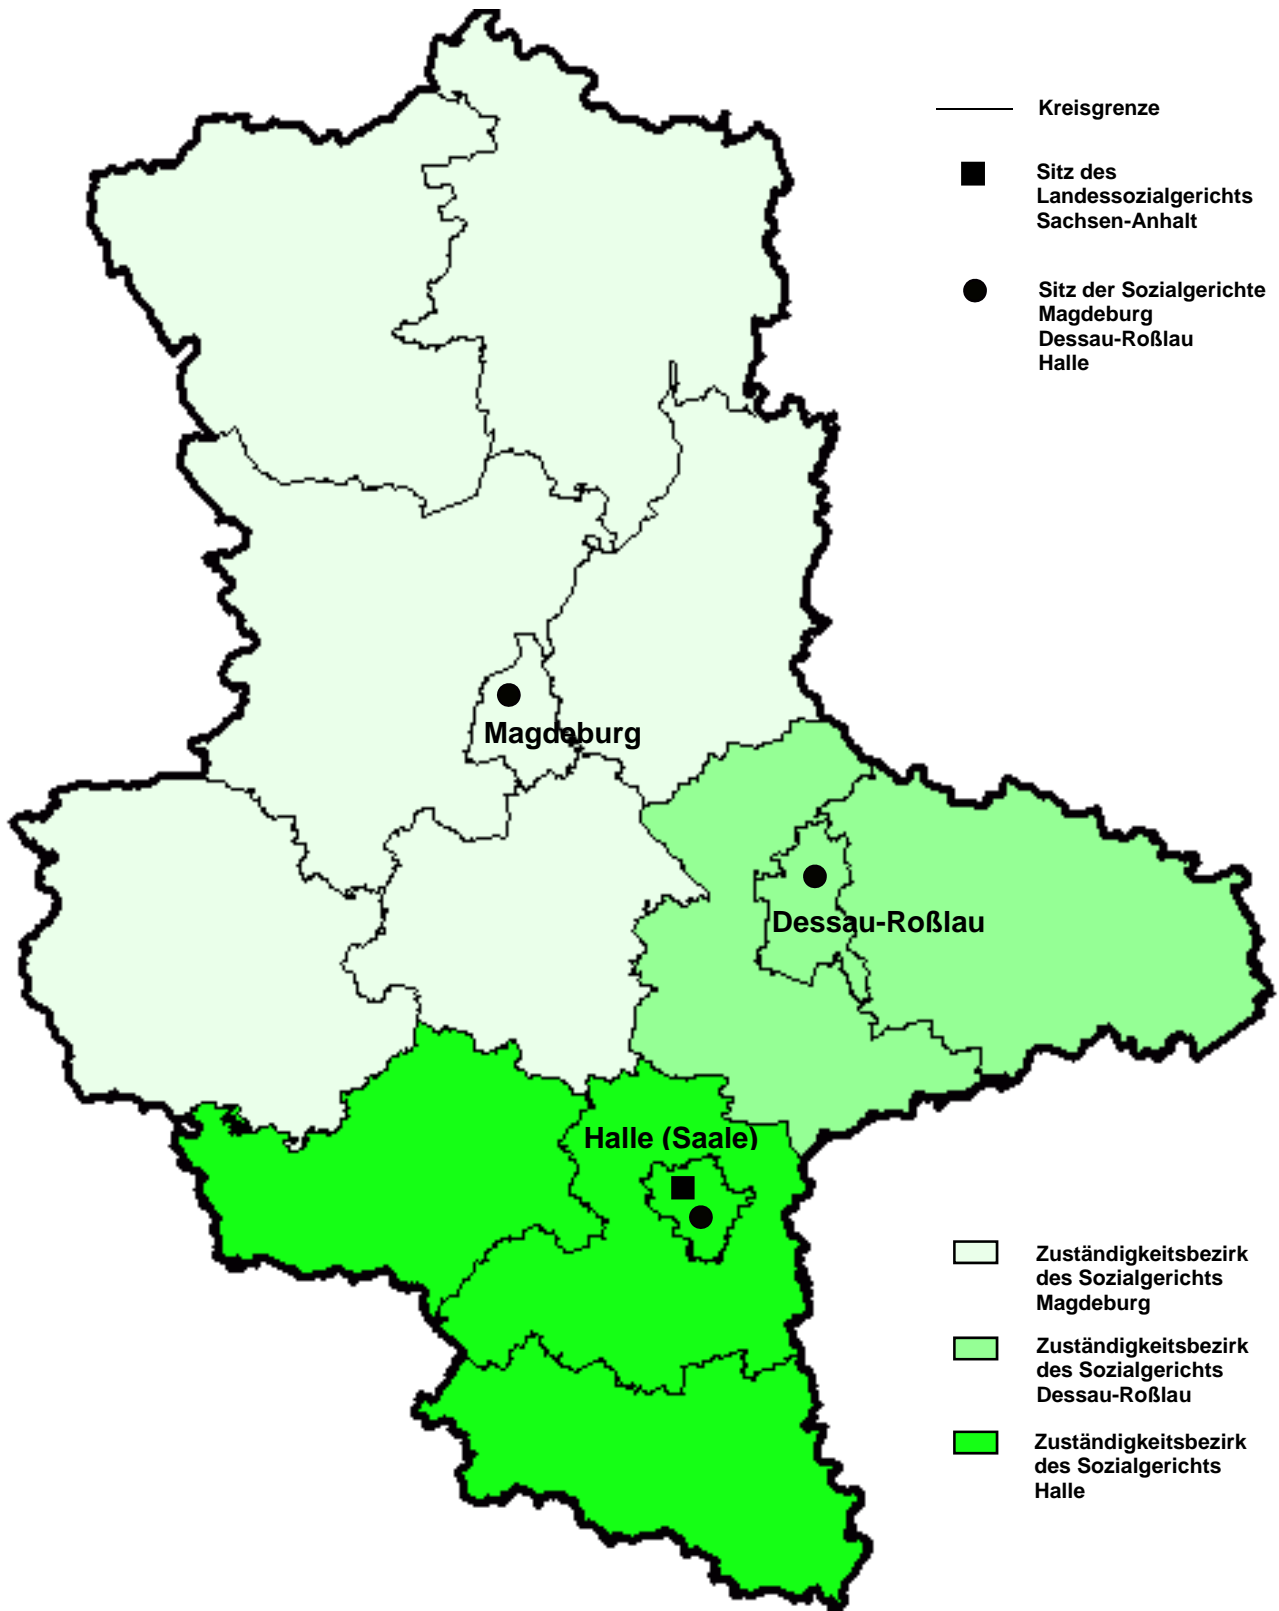 Kreisgrenze
Sitz des
Landessozialgerichts
Sachsen-Anhalt
Sitz der Sozialgerichte
Magdeburg
Dessau-Roßlau
Halle
Magdeburg
Dessau-Roßlau
Halle (Saale)
Zuständigkeitsbezirk
des Sozialgerichts
Magdeburg
Zuständigkeitsbezirk
des Sozialgerichts
Dessau-Roßlau
Zuständigkeitsbezirk
des Sozialgerichts
Halle